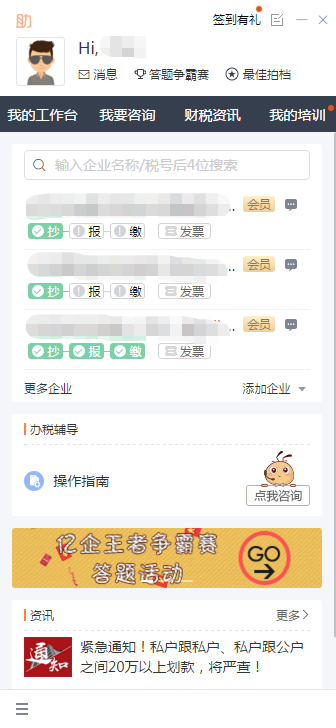 助
签到有礼
Hi,
消息 答题争霸赛 最佳拍档
我的工作台 我要咨询 财税资讯 我的培训
输入企业名称/税号后4位搜索
.. 会员
抄 报 缴 发票
.. 会员
抄 报 缴 发票
.. 会员
抄 报 缴 发票
更多企业 添加企业
办税辅导
操作指南
点我咨询
亿企王者争霸赛
答题活动
GO
资讯 更多
通知
紧急通知！私户跟私户、私户跟公户
之间20万以上划款，将严查！